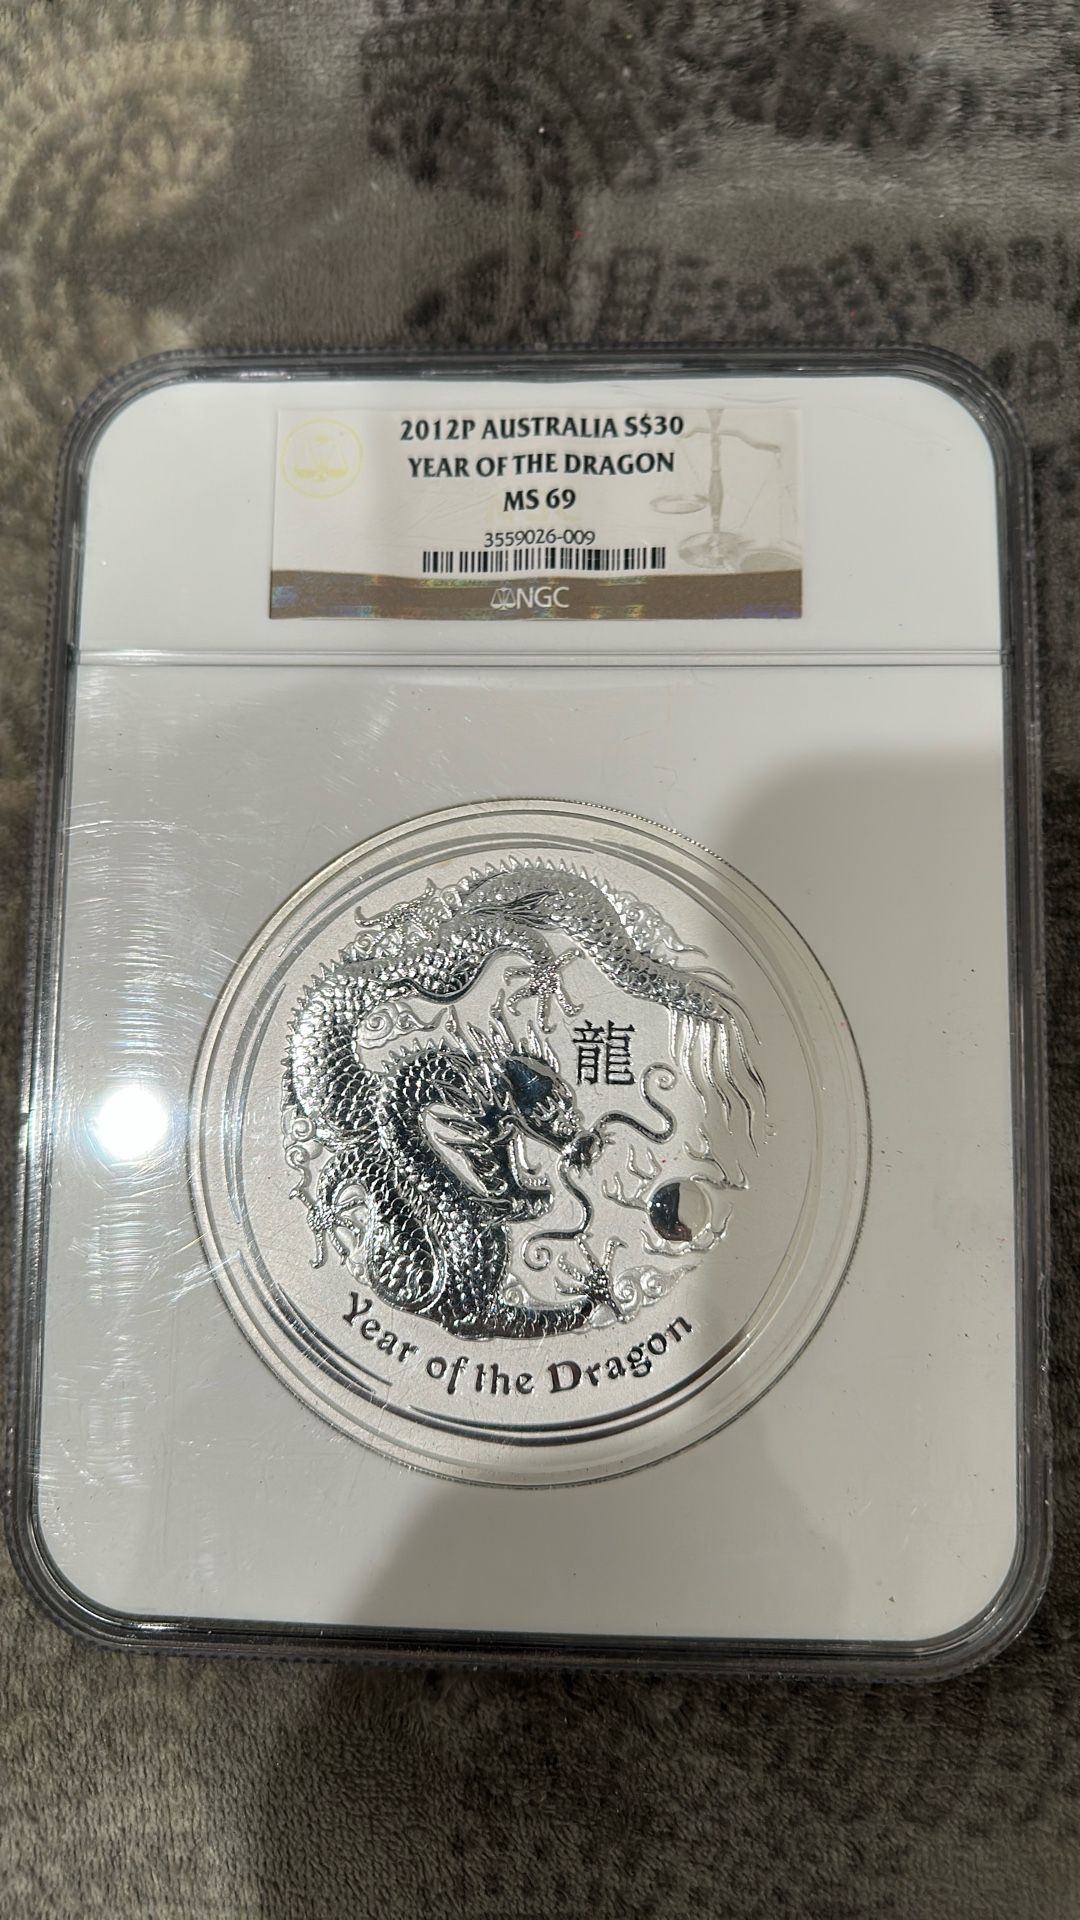 2012P AUSTRALIA S$30
YEAR OF THE DRAGON
MS 69
3559026-009
NGC
龍
Year of the Dragon